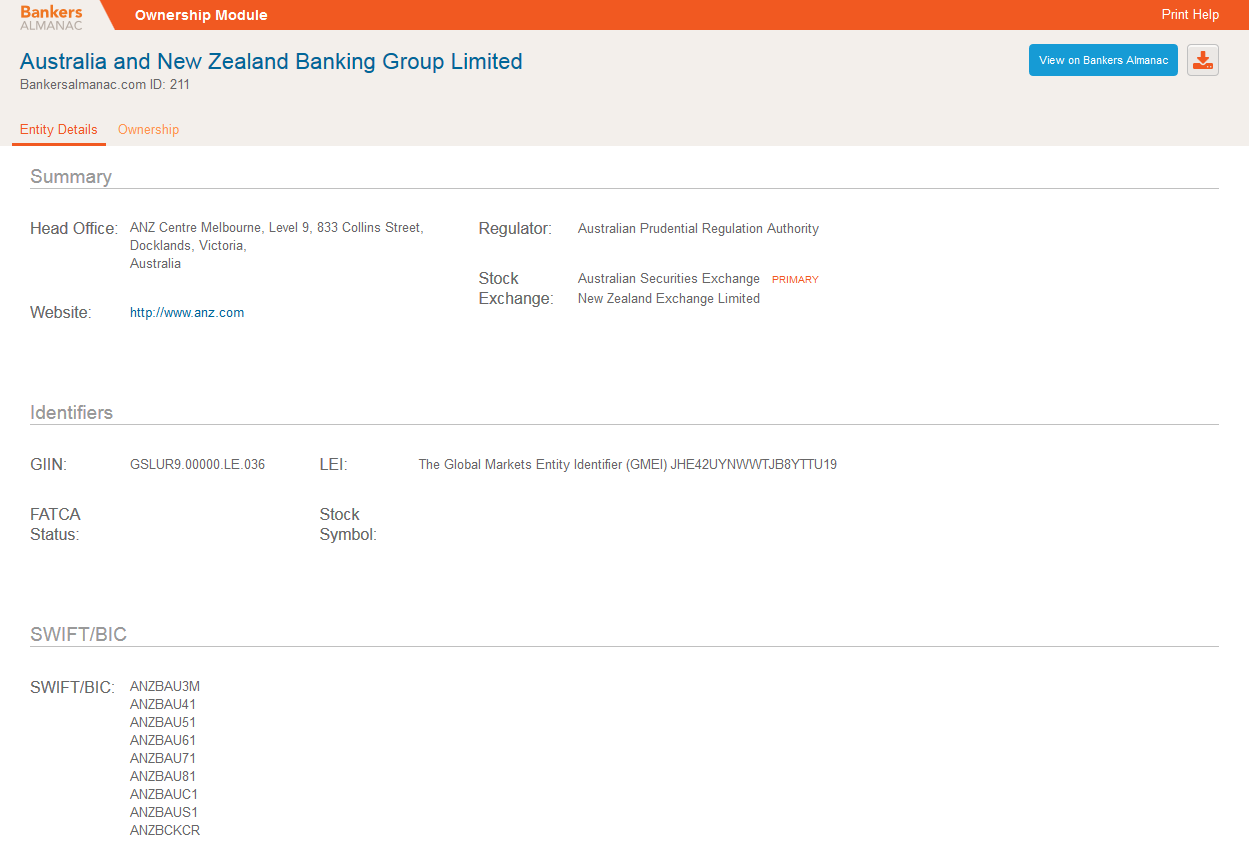 Bankers
ALMANAC
Ownership Module
Print Help
Australia and New Zealand Banking Group Limited
Bankersalmanac.com ID: 211
View on Bankers Almanac
Entity Details
Ownership
Summary
Head Office:
ANZ Centre Melbourne, Level 9, 833 Collins Street,
Docklands, Victoria,
Australia
Website:
http://www.anz.com
Regulator:
Australian Prudential Regulation Authority
Stock
Exchange:
Australian Securities Exchange PRIMARY
New Zealand Exchange Limited
Identifiers
GIIN:
GSLUR9.00000.LE.036
LEI:
The Global Markets Entity Identifier (GMEI) JHE42UYNWWTJB8YTTU19
FATCA
Status:
Stock
Symbol:
SWIFT/BIC
SWIFT/BIC:
ANZBAU3M
ANZBAU41
ANZBAU51
ANZBAU61
ANZBAU71
ANZBAU81
ANZBAUC1
ANZBAUS1
ANZBCKCR